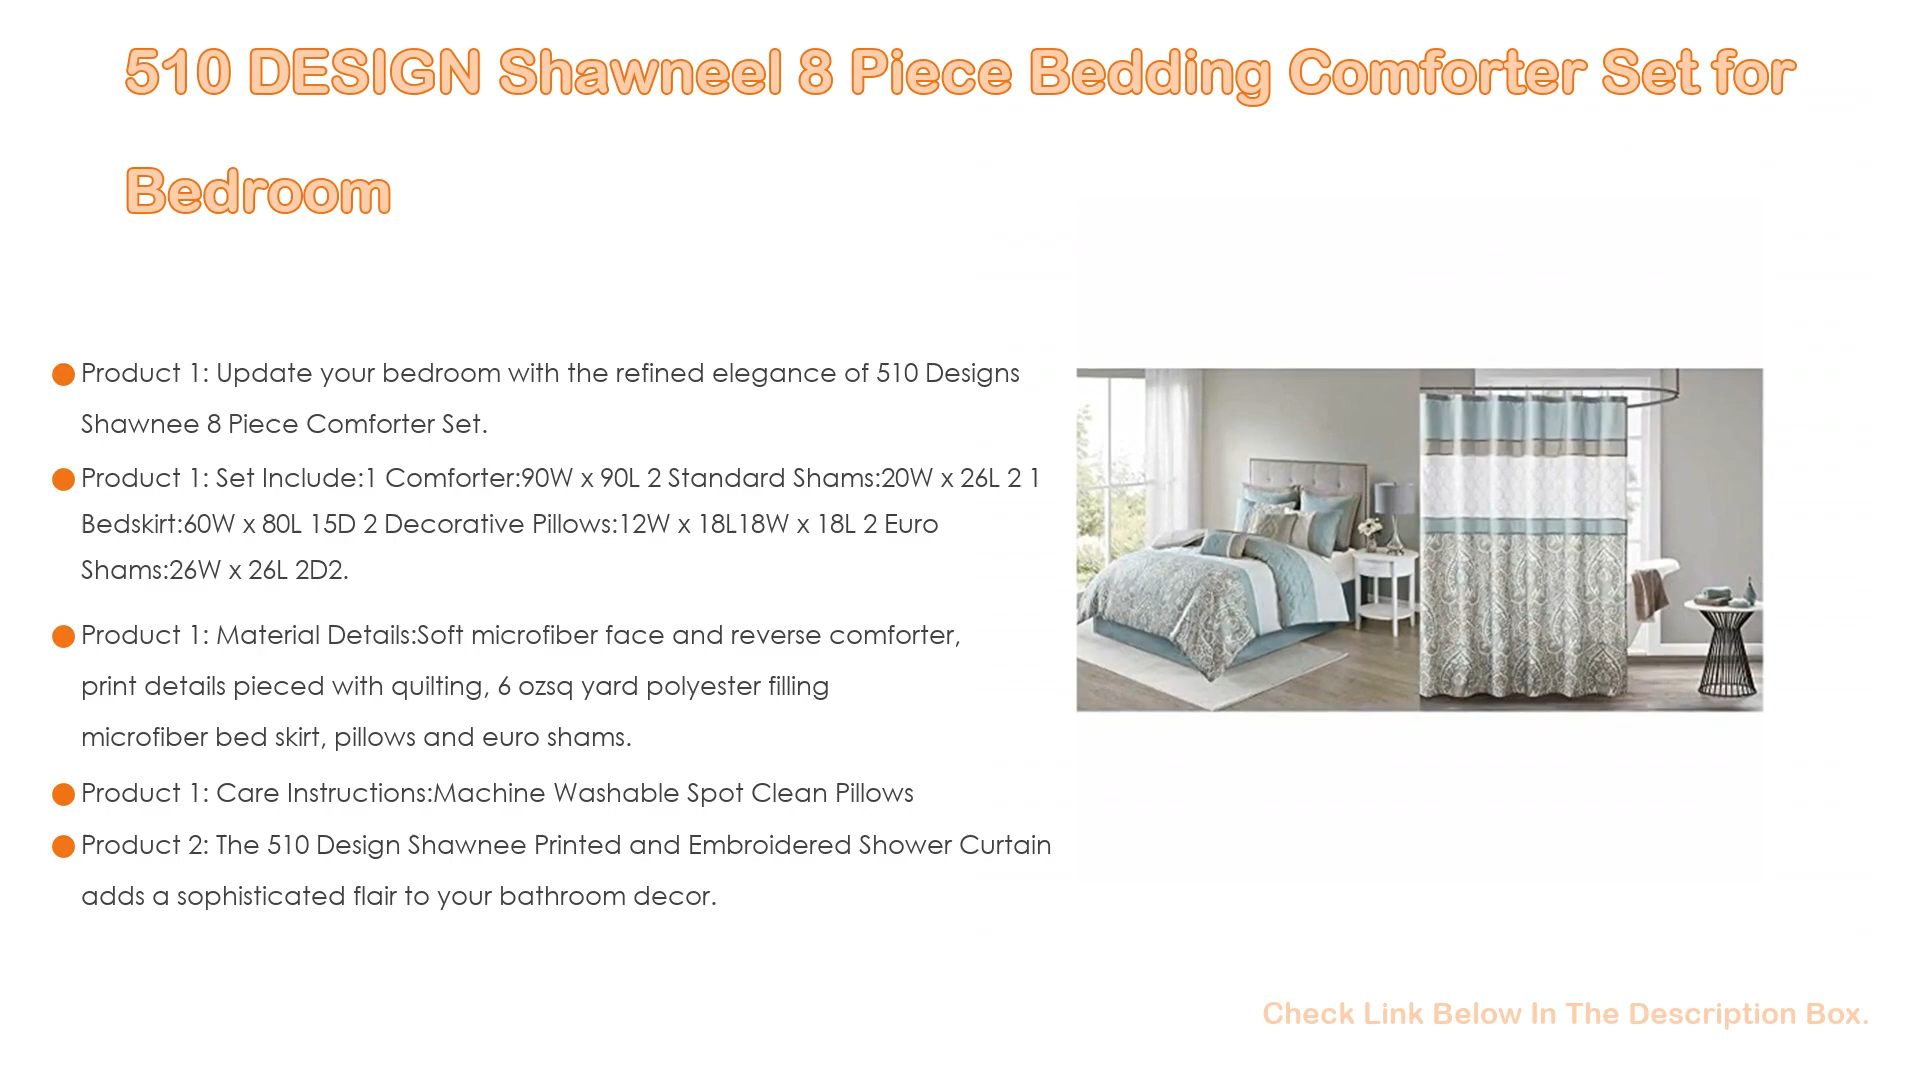 510 DESIGN Shawneel 8 Piece Bedding Comforter Set for
Bedroom
Product 1: Update your bedroom with the refined elegance of 510 Designs
Shawnee 8 Piece Comforter Set.
Product 1: Set Include:1 Comforter:90W x 90L 2 Standard Shams:20W x 26L 2 1
Bedskirt:60W x 80L 15D 2 Decorative Pillows:12W x 18L18W x 18L 2 Euro
Shams:26W x 26L 2D2.
Product 1: Material Details:Soft microfiber face and reverse comforter,
print details pieced with quilting, 6 ozsq yard polyester filling
microfiber bed skirt, pillows and euro shams.
Product 1: Care Instructions:Machine Washable Spot Clean Pillows
Product 2: The 510 Design Shawnee Printed and Embroidered Shower Curtain
adds a sophisticated flair to your bathroom decor.
Check Link Below In The Description Box.